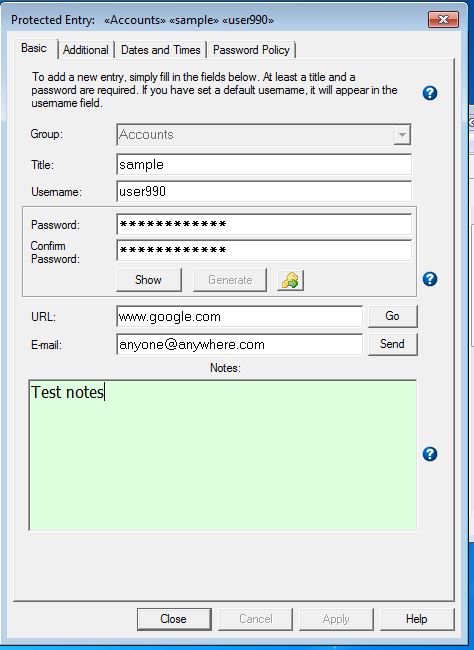 Protected Entry: «Accounts» «sample» «user990»
Basic Additional Dates and Times Password Policy
To add a new entry, simply fill in the fields below. At least a title and a
password are required. If you have set a default username, it will appear in the
username field.
Group: Accounts
Title: sample
Username: user990
Password: ************
Confirm
Password: ************
Show Generate
URL: www.google.com Go
E-mail: anyone@anywhere.com Send
Notes:
Test notes
Close Cancel Apply Help